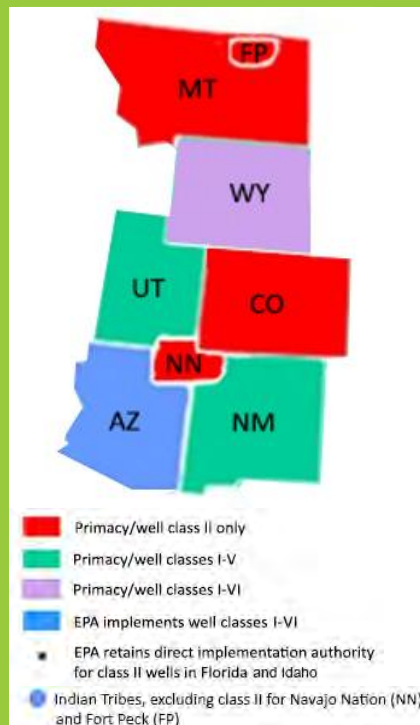 FP
MT
WY
UT
CO
NN
AZ
NM
Primacy/well class II only
Primacy/well classes I-V
Primacy/well classes I-VI
EPA implements well classes I-VI
EPA retains direct implementation authority
for class II wells in Florida and Idaho
Indian Tribes, excluding class II for Navajo Nation (NN)
and Fort Peck (FP)